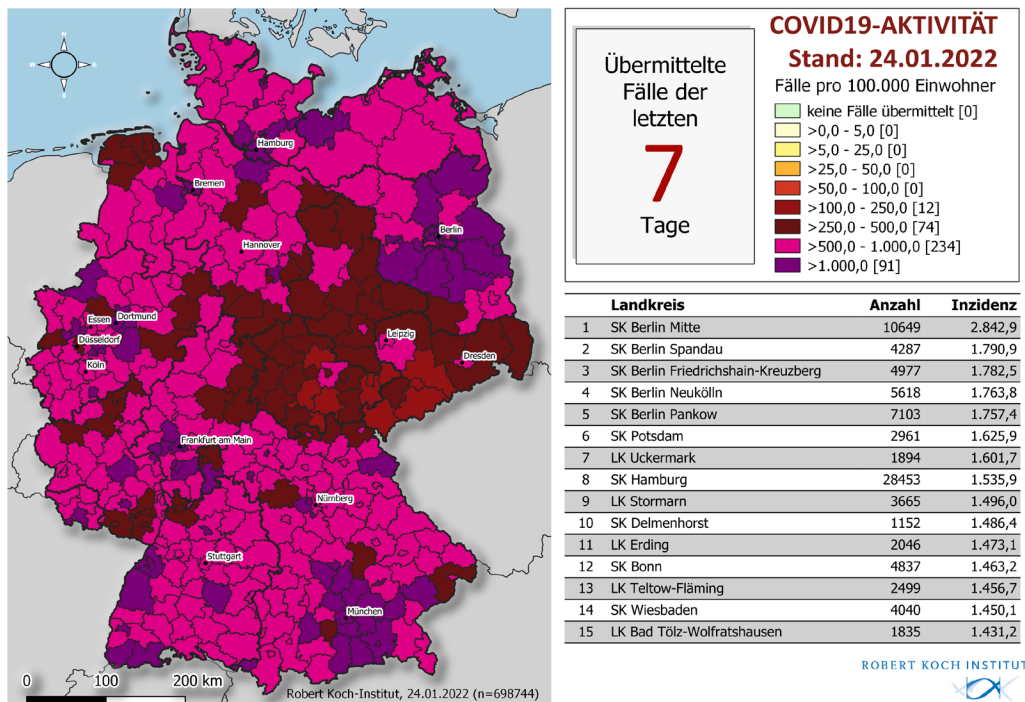 N
W
E
S
Hamburg
Bremen
Berlin
Hannover
Essen
Dortmund
Düsseldorf
Leipzig
Dresden
Köln
Frankfurt am Main
Nürnberg
Stuttgart
München
0 100 200 km
Robert Koch-Institut, 24.01.2022 (n=698744)
Übermittelte
Fälle der
letzten
7
Tage
COVID19-AKTIVITÄT
Stand: 24.01.2022
Fälle pro 100.000 Einwohner
keine Fälle übermittelt [0]
>0,0 - 5,0 [0]
>5,0 - 25,0 [0]
>25,0 - 50,0 [0]
>50,0 - 100,0 [0]
>100,0 - 250,0 [12]
>250,0 - 500,0 [74]
>500,0 - 1.000,0 [234]
>1.000,0 [91]
Landkreis Anzahl Inzidenz
1 SK Berlin Mitte 10649 2.842,9
2 SK Berlin Spandau 4287 1.790,9
3 SK Berlin Friedrichshain-Kreuzberg 4977 1.782,5
4 SK Berlin Neukölln 5618 1.763,8
5 SK Berlin Pankow 7103 1.757,4
6 SK Potsdam 2961 1.625,9
7 LK Uckermark 1894 1.601,7
8 SK Hamburg 28453 1.535,9
9 LK Stormarn 3665 1.496,0
10 SK Delmenhorst 1152 1.486,4
11 LK Erding 2046 1.473,1
12 SK Bonn 4837 1.463,2
13 LK Teltow-Fläming 2499 1.456,7
14 SK Wiesbaden 4040 1.450,1
15 LK Bad Tölz-Wolfratshausen 1835 1.431,2
ROBERT KOCH INSTITUT